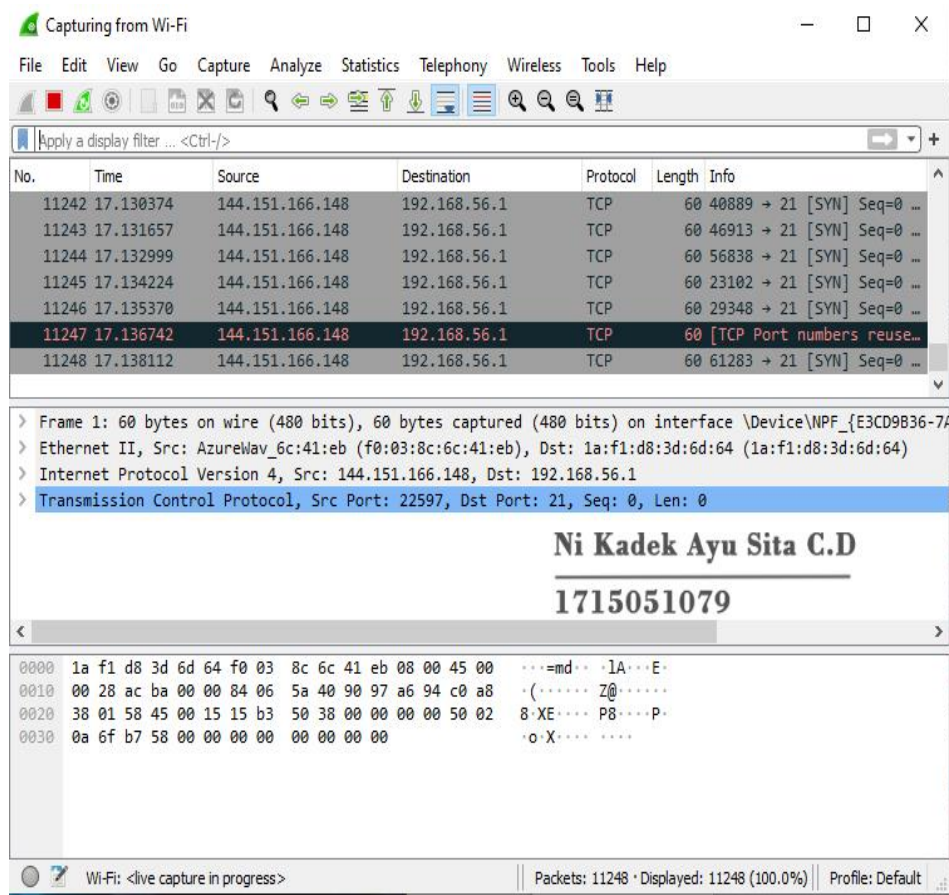 Capturing from Wi-Fi
File Edit View Go Capture Analyze Statistics Telephony Wireless Tools Help
Apply a display filter ... <Ctrl-/>
No. Time Source Destination Protocol Length Info
11242 17.130374 144.151.166.148 192.168.56.1 TCP 60 40889 → 21 [SYN] Seq=0 …
11243 17.131657 144.151.166.148 192.168.56.1 TCP 60 46913 → 21 [SYN] Seq=0 …
11244 17.132999 144.151.166.148 192.168.56.1 TCP 60 56838 → 21 [SYN] Seq=0 …
11245 17.134224 144.151.166.148 192.168.56.1 TCP 60 23102 → 21 [SYN] Seq=0 …
11246 17.135370 144.151.166.148 192.168.56.1 TCP 60 29348 → 21 [SYN] Seq=0 …
11247 17.136742 144.151.166.148 192.168.56.1 TCP 60 [TCP Port numbers reuse…
11248 17.138112 144.151.166.148 192.168.56.1 TCP 60 61283 → 21 [SYN] Seq=0 …
Frame 1: 60 bytes on wire (480 bits), 60 bytes captured (480 bits) on interface \Device\NPF_{E3CD9B36-7A
Ethernet II, Src: AzureWav_6c:41:eb (f0:03:8c:6c:41:eb), Dst: 1a:f1:d8:3d:6d:64 (1a:f1:d8:3d:6d:64)
Internet Protocol Version 4, Src: 144.151.166.148, Dst: 192.168.56.1
Transmission Control Protocol, Src Port: 22597, Dst Port: 21, Seq: 0, Len: 0
Ni Kadek Ayu Sita C.D
1715051079
0000 1a f1 d8 3d 6d 64 f0 03 8c 6c 41 eb 08 00 45 00 ···=md·· ·lA···E·
0010 00 28 ac ba 00 00 84 06 5a 40 90 97 a6 94 c0 a8 ·(······ Z@······
0020 38 01 58 45 00 15 15 b3 50 38 00 00 00 00 50 02 8·XE···· P8····P·
0030 0a 6f b7 58 00 00 00 00 00 00 00 00 ·o·X···· ····
Wi-Fi: <live capture in progress> Packets: 11248 · Displayed: 11248 (100.0%) Profile: Default